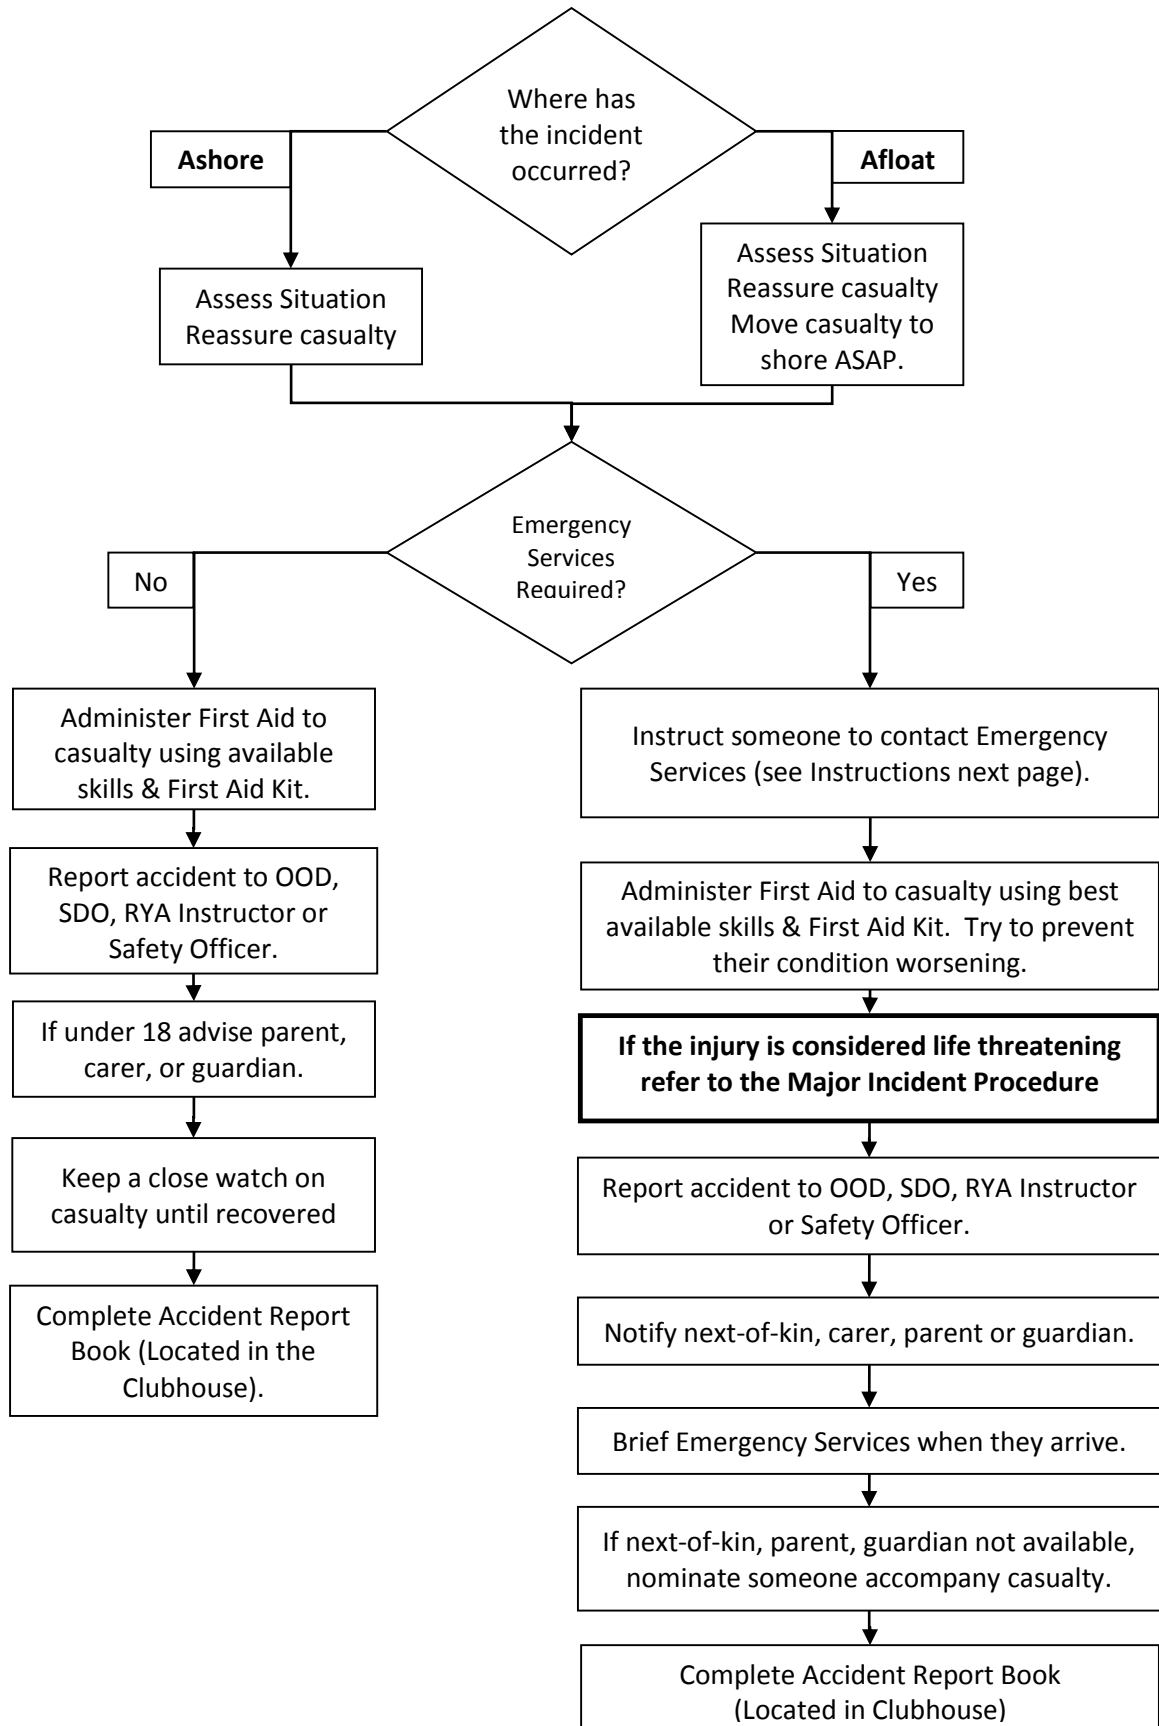 Where has
the incident
occurred?
Ashore
Afloat
Assess Situation
Reassure casualty
Assess Situation
Reassure casualty
Move casualty to
shore ASAP.
Emergency
Services
Required?
No
Yes
Administer First Aid to
casualty using available
skills & First Aid Kit.
Report accident to OOD,
SDO, RYA Instructor or
Safety Officer.
If under 18 advise parent,
carer, or guardian.
Keep a close watch on
casualty until recovered
Complete Accident Report
Book (Located in the
Clubhouse).
Instruct someone to contact Emergency
Services (see Instructions next page).
Administer First Aid to casualty using best
available skills & First Aid Kit.  Try to prevent
their condition worsening.
If the injury is considered life threatening
refer to the Major Incident Procedure
Report accident to OOD, SDO, RYA Instructor
or Safety Officer.
Notify next-of-kin, carer, parent or guardian.
Brief Emergency Services when they arrive.
If next-of-kin, parent, guardian not available,
nominate someone accompany casualty.
Complete Accident Report Book
(Located in Clubhouse)